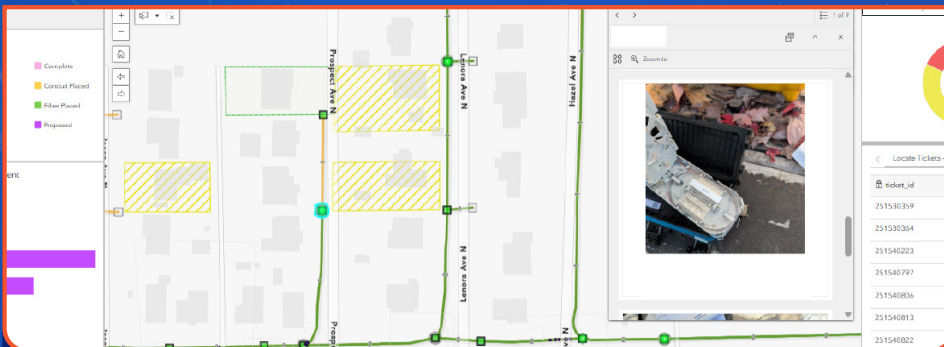 1 of 9
Zoom to
Complete
Conduit Placed
Fiber Placed
Proposed
ent
Prospect Ave N
Lenora Ave N
Hazel Ave N
Lenora Ave N
Prosp
Locate Tickets
ticket_id
251530359
251530364
251540223
251540797
251540806
251540813
251540822